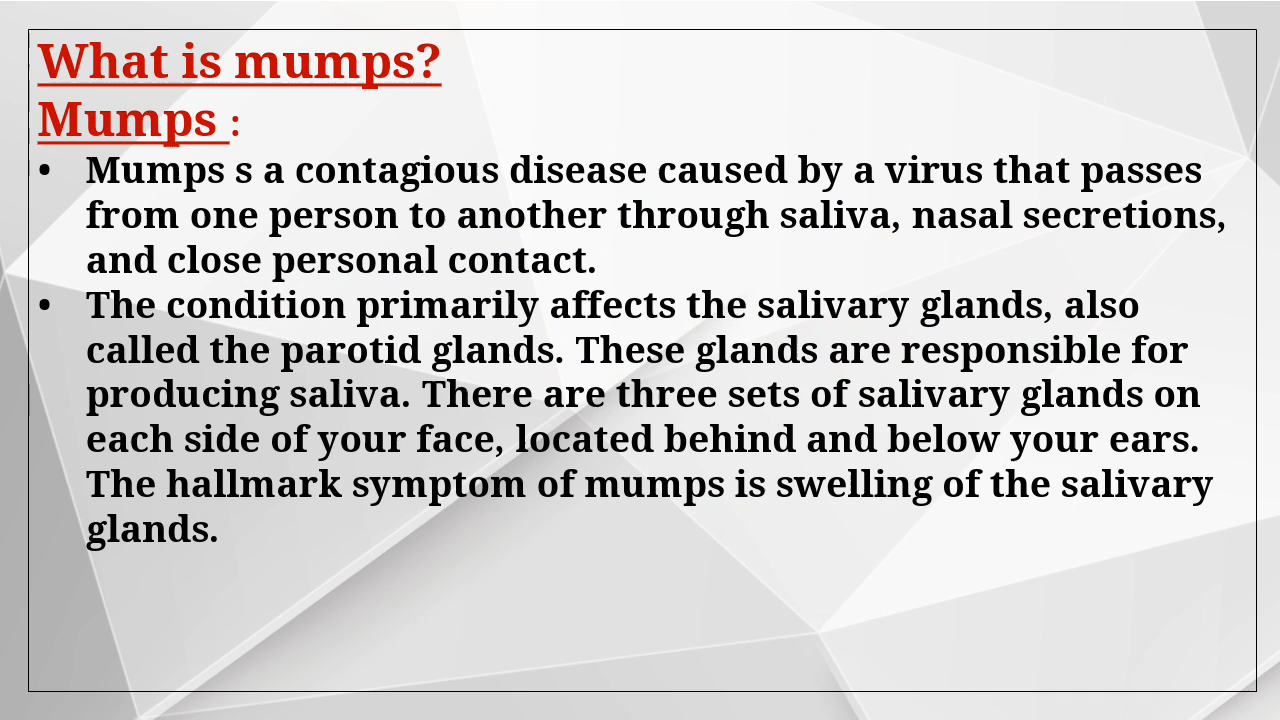 What is mumps?
Mumps :
• Mumps s a contagious disease caused by a virus that passes
from one person to another through saliva, nasal secretions,
and close personal contact.
• The condition primarily affects the salivary glands, also
called the parotid glands. These glands are responsible for
producing saliva. There are three sets of salivary glands on
each side of your face, located behind and below your ears.
The hallmark symptom of mumps is swelling of the salivary
glands.